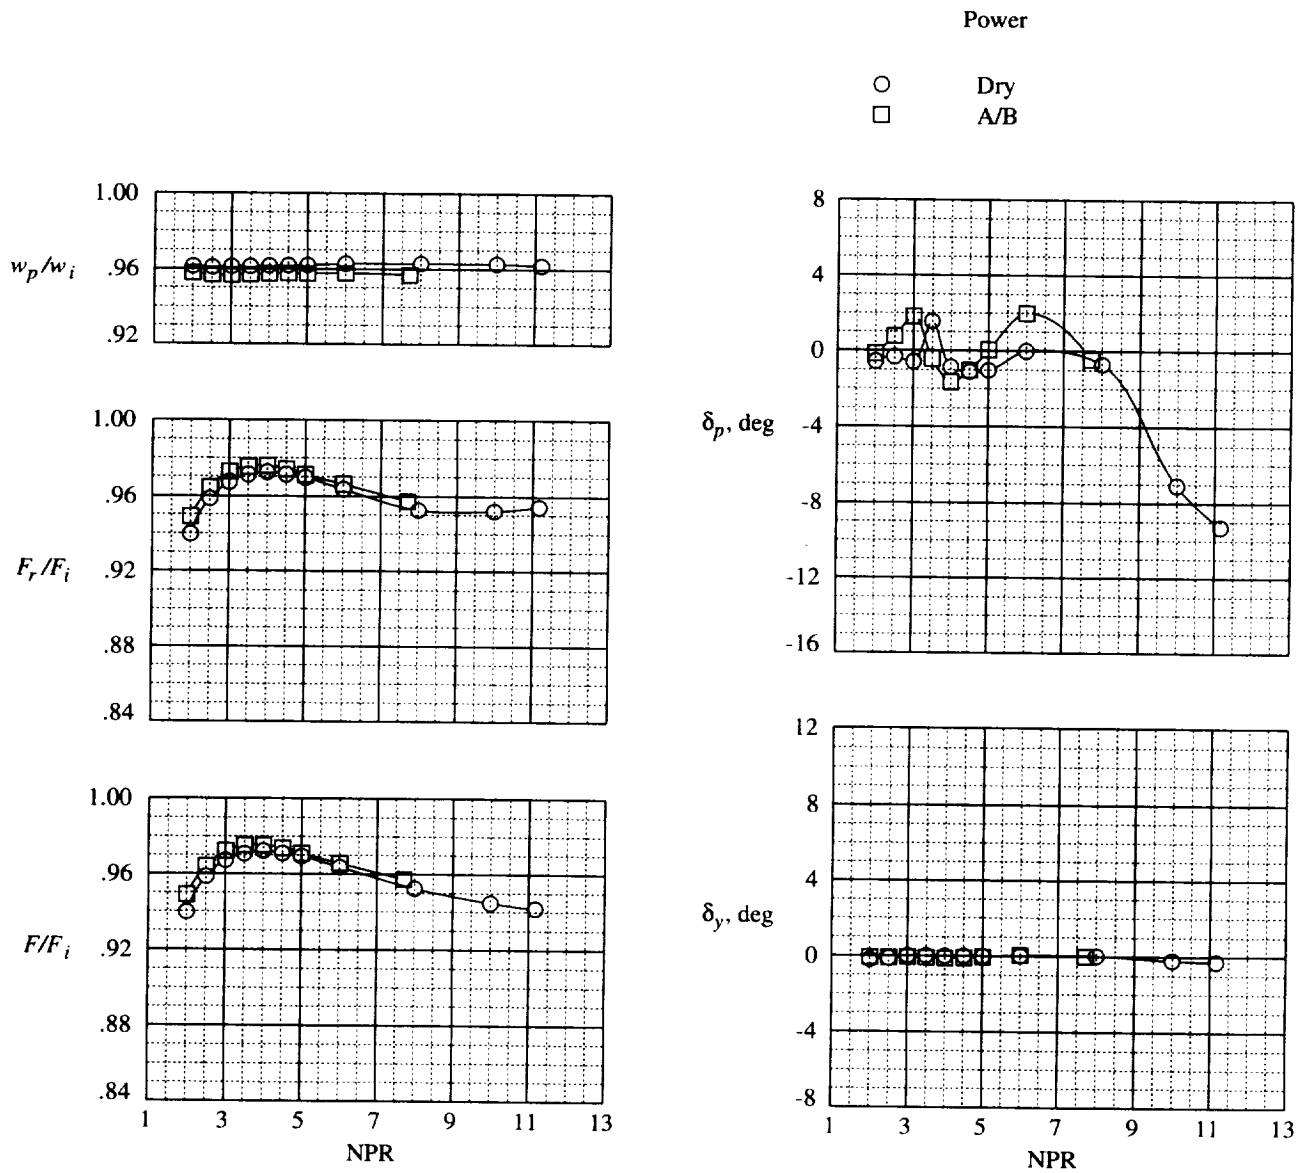 Power
Dry
A/B
1.00
w_p/w_i
.96
.92
1.00
.96
F_r/F_i
.92
.88
.84
1.00
.96
F/F_i
.92
.88
.84
1 3 5 7 9 11 13
NPR
8
4
0
δ_p, deg
-4
-8
-12
-16
12
8
4
δ_y, deg
0
-4
-8
1 3 5 7 9 11 13
NPR